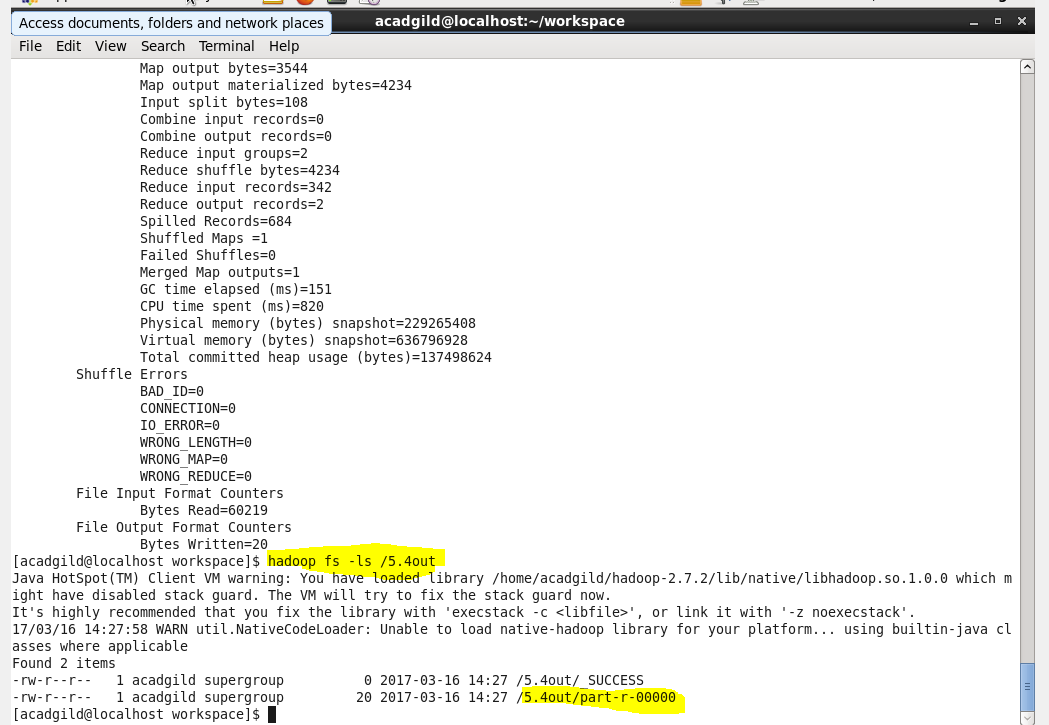 Access documents, folders and network places
acadgild@localhost:~/workspace
File Edit View Search Terminal Help
Map output bytes=3544
Map output materialized bytes=4234
Input split bytes=108
Combine input records=0
Combine output records=0
Reduce input groups=2
Reduce shuffle bytes=4234
Reduce input records=342
Reduce output records=2
Spilled Records=684
Shuffled Maps =1
Failed Shuffles=0
Merged Map outputs=1
GC time elapsed (ms)=151
CPU time spent (ms)=820
Physical memory (bytes) snapshot=229265408
Virtual memory (bytes) snapshot=636796928
Total committed heap usage (bytes)=137498624
Shuffle Errors
BAD_ID=0
CONNECTION=0
IO_ERROR=0
WRONG_LENGTH=0
WRONG_MAP=0
WRONG_REDUCE=0
File Input Format Counters
Bytes Read=60219
File Output Format Counters
Bytes Written=20
[acadgild@localhost workspace]$ hadoop fs -ls /5.4out
Java HotSpot(TM) Client VM warning: You have loaded library /home/acadgild/hadoop-2.7.2/lib/native/libhadoop.so.1.0.0 which m
ight have disabled stack guard. The VM will try to fix the stack guard now.
It's highly recommended that you fix the library with 'execstack -c <libfile>', or link it with '-z noexecstack'.
17/03/16 14:27:58 WARN util.NativeCodeLoader: Unable to load native-hadoop library for your platform... using builtin-java cl
asses where applicable
Found 2 items
-rw-r--r-- 1 acadgild supergroup 0 2017-03-16 14:27 /5.4out/_SUCCESS
-rw-r--r-- 1 acadgild supergroup 20 2017-03-16 14:27 /5.4out/part-r-00000
[acadgild@localhost workspace]$